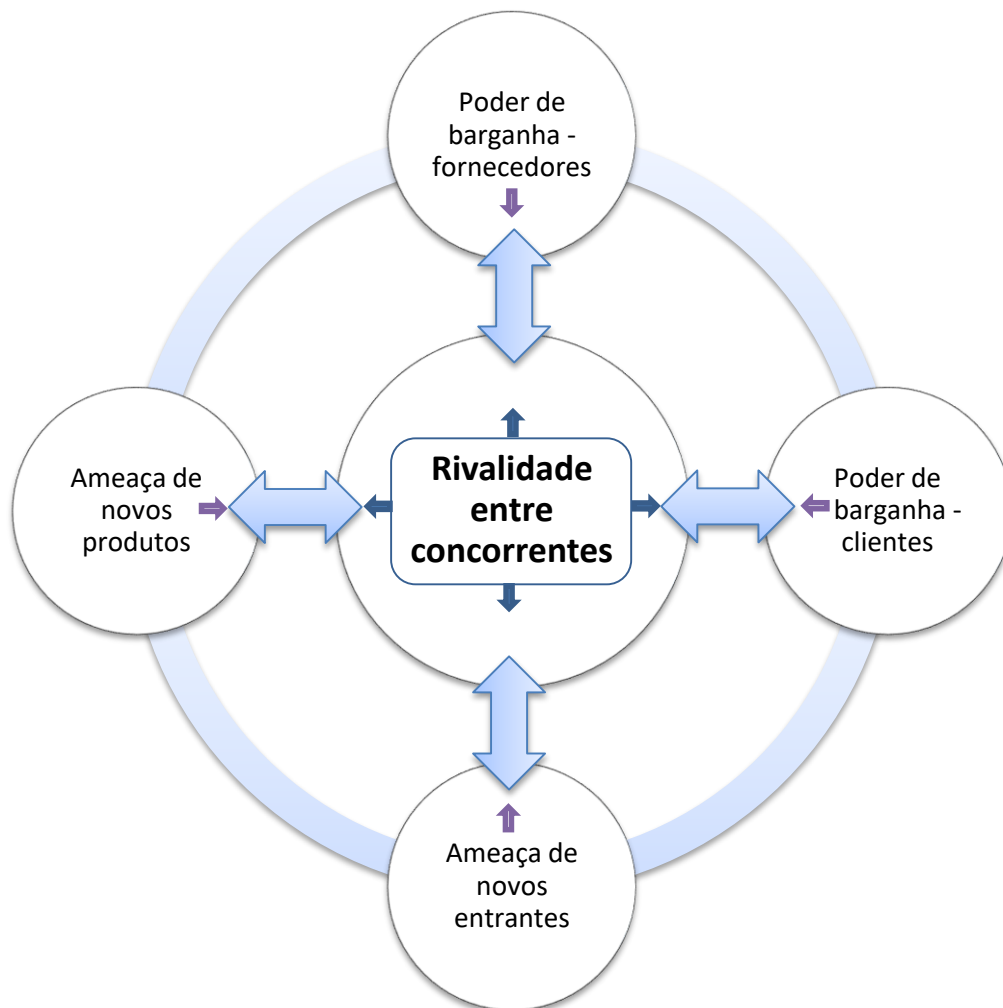 Poder de
barganha -
fornecedores
Ameaça de
novos
produtos
Rivalidade
entre
concorrentes
Poder de
barganha -
clientes
Ameaça de
novos
entrantes